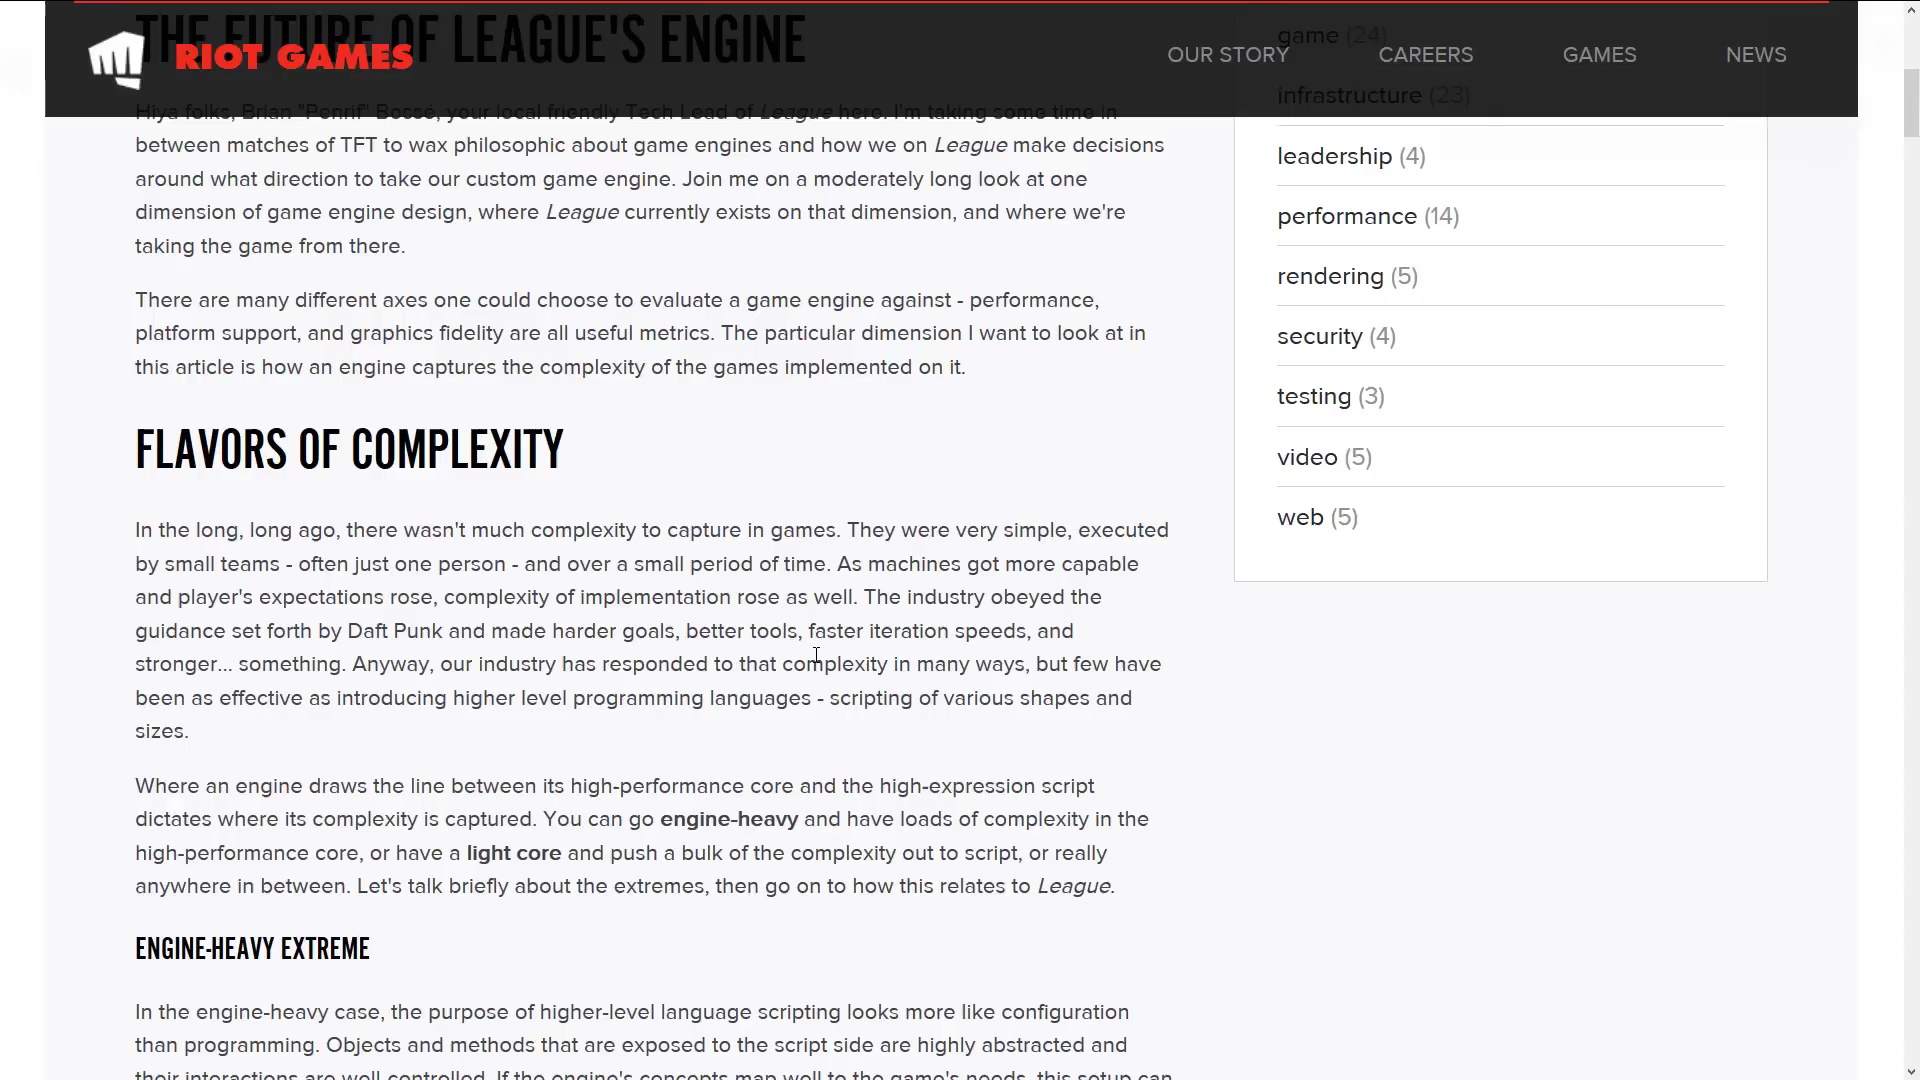 THE FUTURE OF LEAGUE'S ENGINE
RIOT GAMES
OUR STORY
CAREERS
GAMES
NEWS
Hiya folks, Brian "Penrif" Bossé, your local friendly Tech Lead of League here. I'm taking some time in
between matches of TFT to wax philosophic about game engines and how we on League make decisions
around what direction to take our custom game engine. Join me on a moderately long look at one
dimension of game engine design, where League currently exists on that dimension, and where we're
taking the game from there.
There are many different axes one could choose to evaluate a game engine against - performance,
platform support, and graphics fidelity are all useful metrics. The particular dimension I want to look at in
this article is how an engine captures the complexity of the games implemented on it.
FLAVORS OF COMPLEXITY
In the long, long ago, there wasn't much complexity to capture in games. They were very simple, executed
by small teams - often just one person - and over a small period of time. As machines got more capable
and player's expectations rose, complexity of implementation rose as well. The industry obeyed the
guidance set forth by Daft Punk and made harder goals, better tools, faster iteration speeds, and
stronger... something. Anyway, our industry has responded to that complexity in many ways, but few have
been as effective as introducing higher level programming languages - scripting of various shapes and
sizes.
Where an engine draws the line between its high-performance core and the high-expression script
dictates where its complexity is captured. You can go engine-heavy and have loads of complexity in the
high-performance core, or have a light core and push a bulk of the complexity out to script, or really
anywhere in between. Let's talk briefly about the extremes, then go on to how this relates to League.
ENGINE-HEAVY EXTREME
In the engine-heavy case, the purpose of higher-level language scripting looks more like configuration
than programming. Objects and methods that are exposed to the script side are highly abstracted and
their interactions are well controlled. If the engine's concepts map well to the game's needs, this setup can
game (24)
infrastructure (23)
leadership (4)
performance (14)
rendering (5)
security (4)
testing (3)
video (5)
web (5)